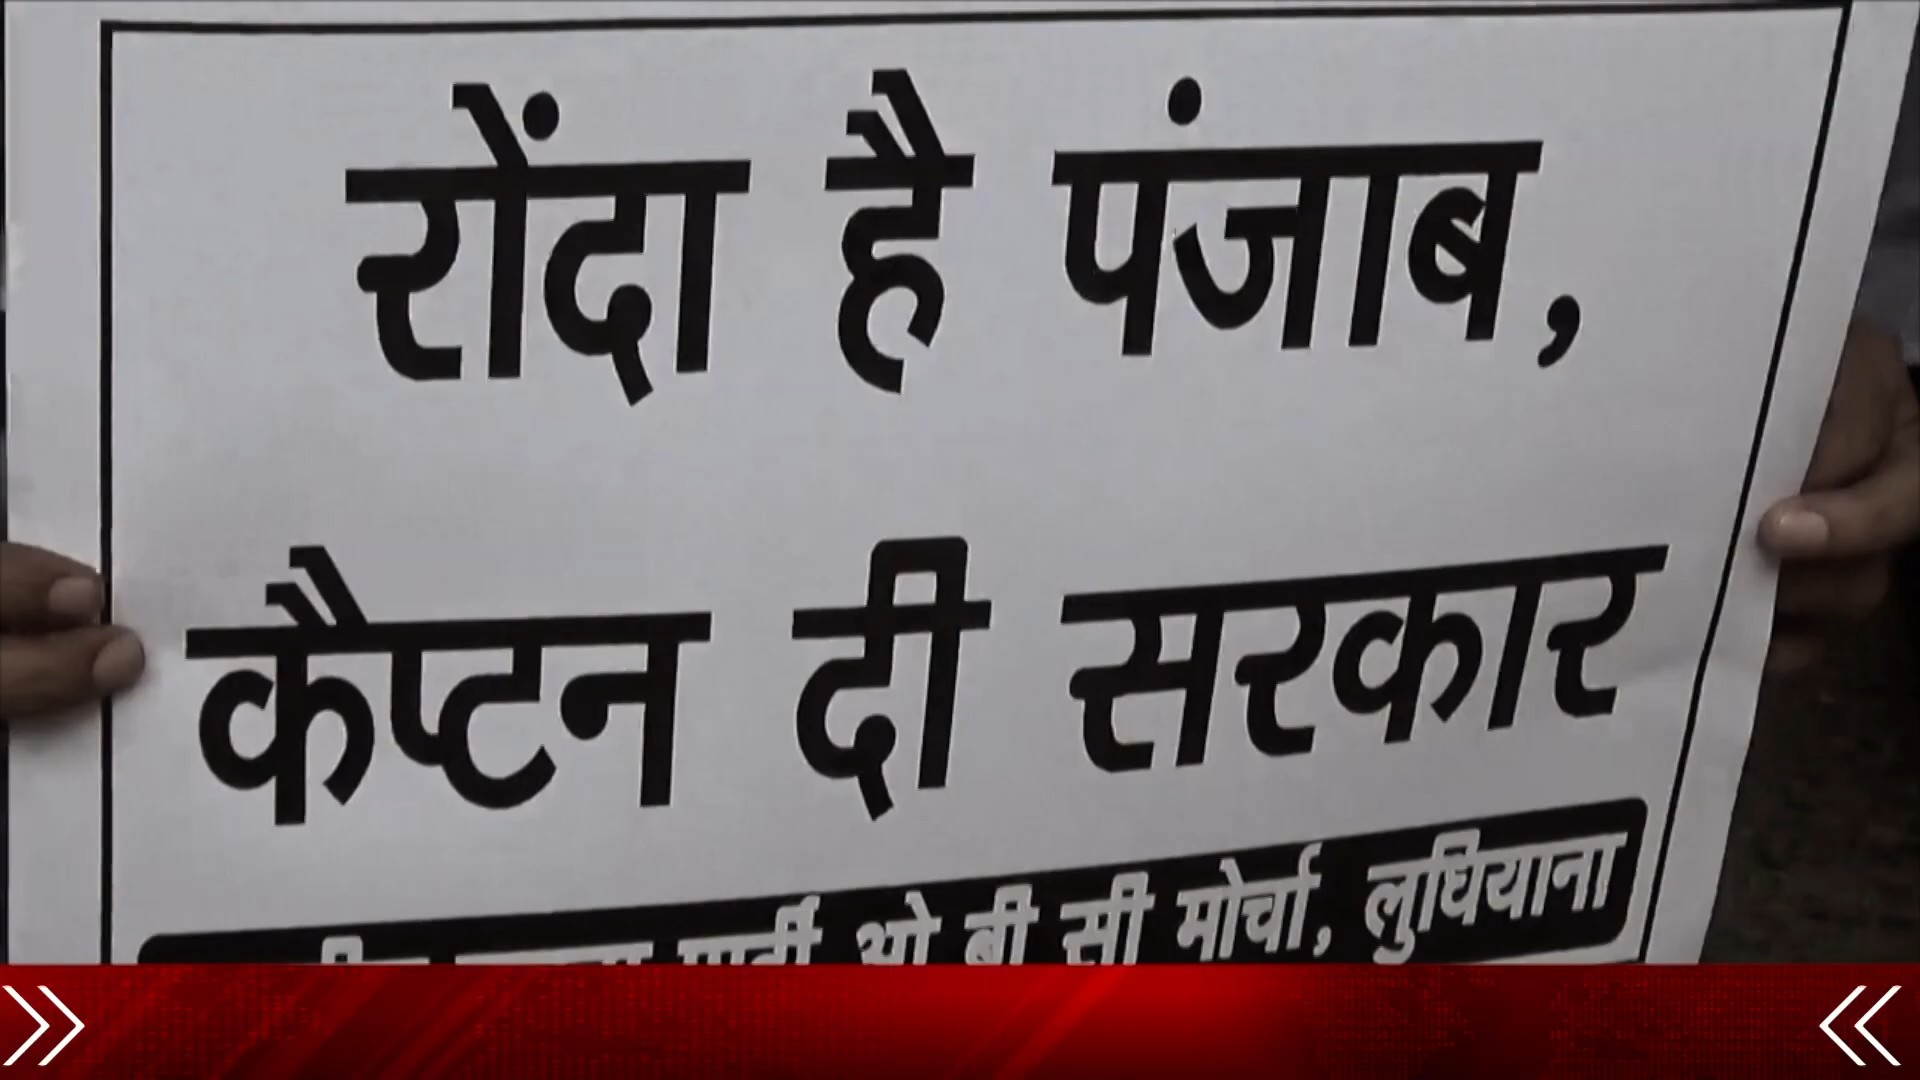 रोंदा है पंजाब,
कैप्टन दी सरकार
पार्टी ओ बी सी मोर्चा, लुधियाना